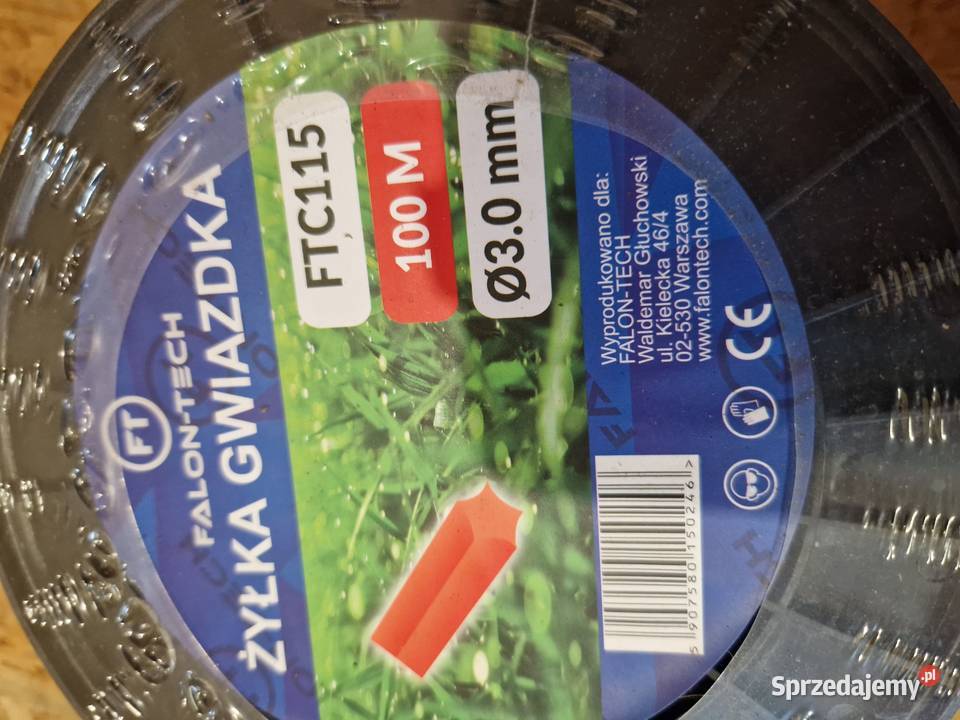 FT
FALON-TECH
ŻYŁKA GWIAZDKA
FTC115
100 M
Ø3.0 mm
Wyprodukowano dla:
FALON-TECH
Waldemar Głuchowski
ul. Kielecka 46/4
02-530 Warszawa
www.falontech.com
CE
5 907580 150246 >
Sprzedajemy.pl